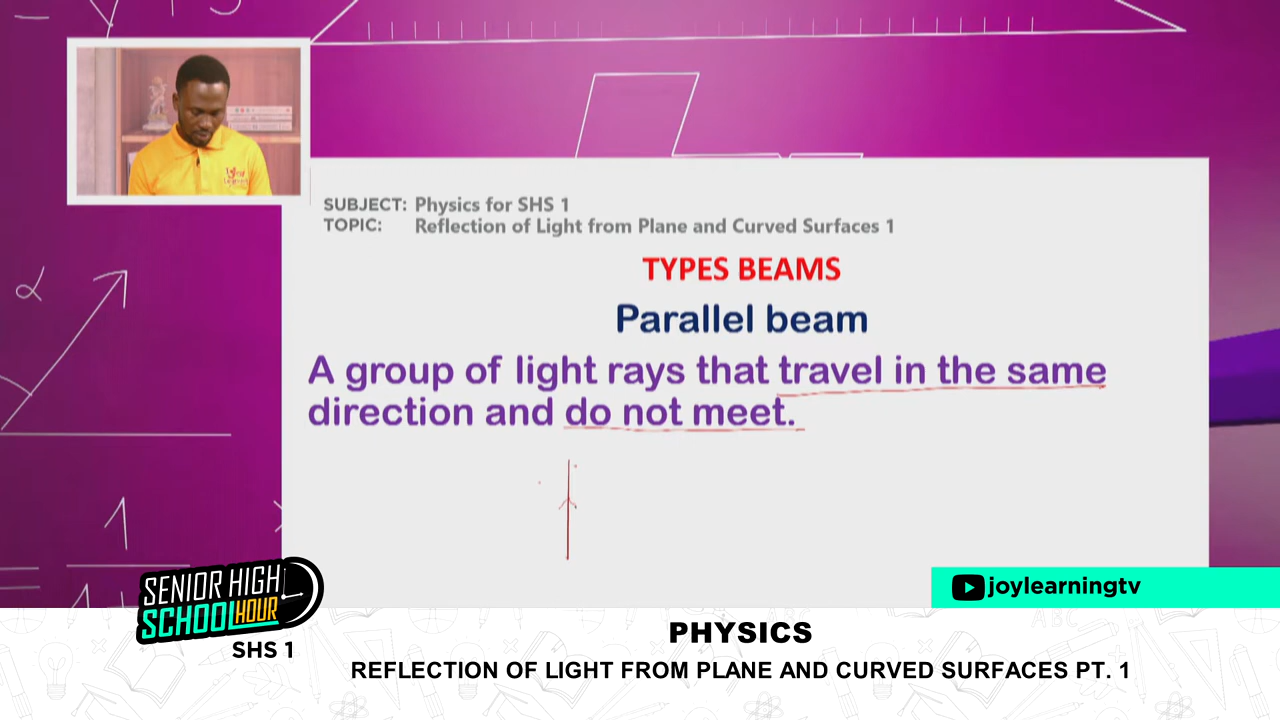 SUBJECT: Physics for SHS 1
TOPIC: Reflection of Light from Plane and Curved Surfaces 1
TYPES BEAMS
Parallel beam
A group of light rays that travel in the same
direction and do not meet.
α
1
SENIOR HIGH
SCHOOL HOUR
SHS 1
joylearningtv
PHYSICS
REFLECTION OF LIGHT FROM PLANE AND CURVED SURFACES PT. 1